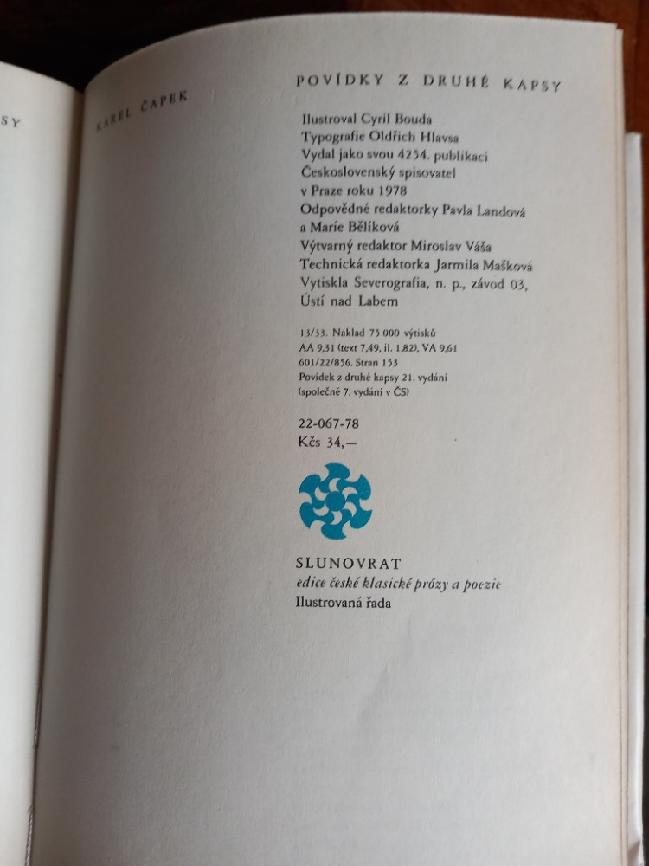 SY
KAREL ČAPEK
POVÍDKY Z DRUHÉ KAPSY
Ilustroval Cyril Bouda
Typografie Oldřich Hlavsa
Vydal jako svou 4254. publikaci
Československý spisovatel
v Praze roku 1978
Odpovědné redaktorky Pavla Landová
a Marie Bělíková
Výtvarný redaktor Miroslav Váša
Technická redaktorka Jarmila Mašková
Vytiskla Severografia, n. p., závod 03,
Ústí nad Labem
13/33. Náklad 75 000 výtisků
AA 9,31 (text 7,49, il. 1,82), VA 9,61
601/22/856. Stran 153
Povídek z druhé kapsy 21. vydání
(společně 7. vydání v ČS)
22-067-78
Kčs 34,—
SLUNOVRAT
edice české klasické prózy a poezie
Ilustrovaná řada